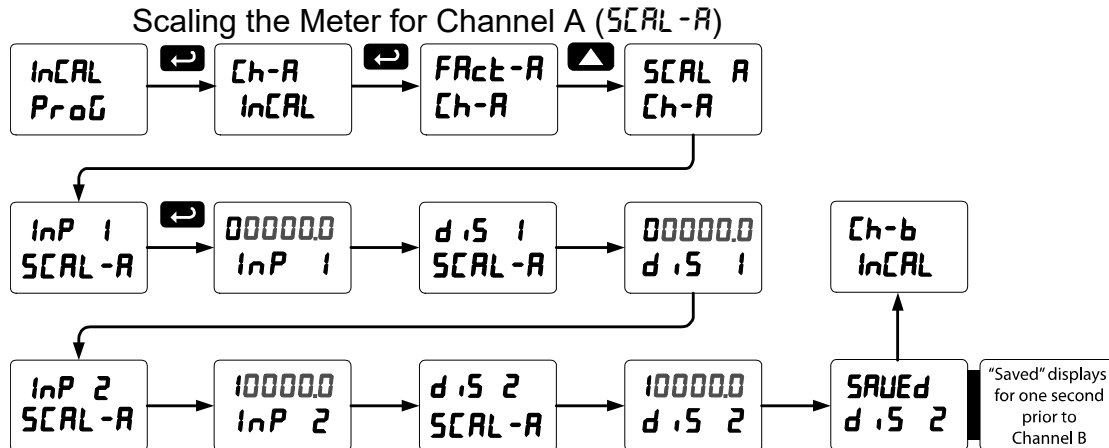 Scaling the Meter for Channel A (SCAL-A)
InCAL
ProG
Ch-A
InCAL
FAct-A
Ch-A
SCAL A
Ch-A
InP 1
SCAL-A
00000.0
InP 1
diS 1
SCAL-A
00000.0
diS 1
Ch-b
InCAL
InP 2
SCAL-A
10000.0
InP 2
diS 2
SCAL-A
10000.0
diS 2
SAVEd
diS 2
"Saved" displays
for one second
prior to
Channel B